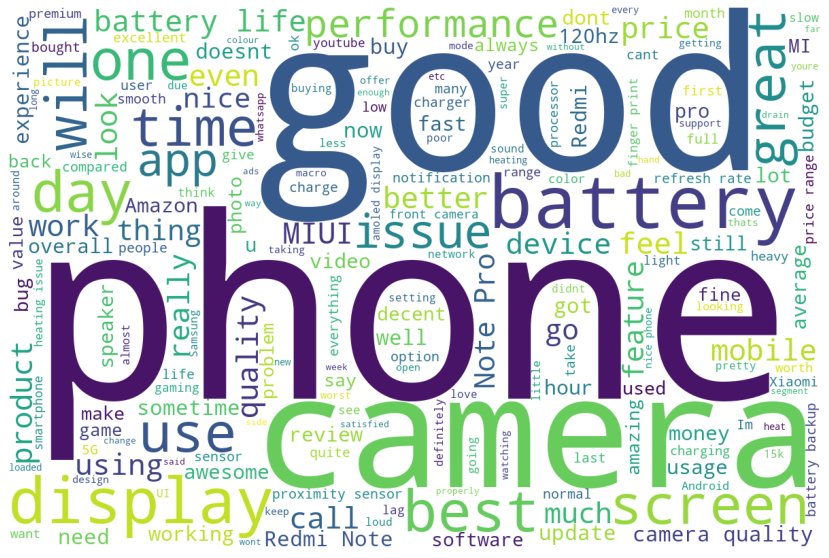 premium
battery life
performance
dont
price
month
slow
every
far
bought
excellent
colour
ok
youtube
mode
without
getting
120hz
always
cant
MI
youre
experience
long
will
one
doesnt
buy
year
great
budget
picture
user
due
even
good
buying
offer
etc
many
charger
poor
super
processor
Redmi
first
pro
support
full
drain
smooth
look
nice
whatsapp
low
enough
now
fast
time
less
finger print
back
wise
compared
app
give
ads
macro
charge
sound
heating
notification
range
color
refresh rate
lot
hand
bad
price range
around
day
think
way
photo
amoled display
better
battery
come
thats
Amazon
front camera
work
thing
u
MIUI
issue
device
feel
still
light
heavy
overall
people
taking
video
network
average
bug value
really
phone
everything
setting
didnt
fine
looking
heating issue
speaker
almost
Samsung
quality
problem
decent
well
got
go
feature
nice phone
mobile
product
smartphone
life
gaming
new
say
option
open
Note Pro
take
hour
little
used
pretty
worth
Xiaomi
segment
make
sometime
week
worst
love
game
use
side
camera
see
satisfied
definitely
review
quite
going
watching
last
amazing
money
Im
heat
charging
15k
usage
Android
battery backup
5G
change
loaded
using
said
sensor
awesome
design
display
UI
proximity sensor
properly
best
normal
much
screen
want
need
working
keep
wont
call
loud
lag
Redmi Note
software
update
camera quality